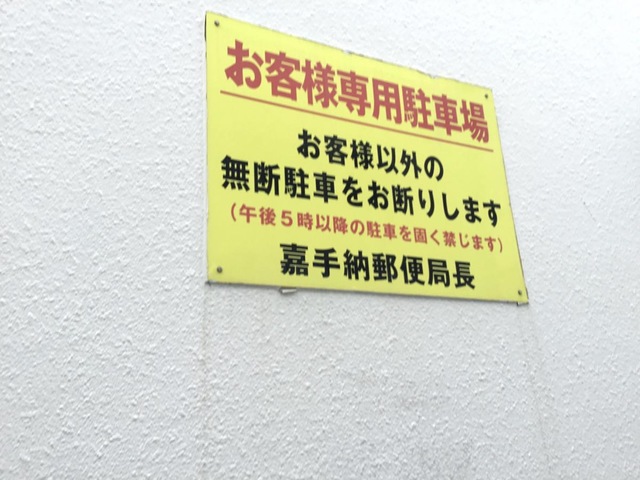 お客様専用駐車場
お客様以外の
無断駐車をお断りします
（午後５時以降の駐車を固く禁じます）
嘉手納郵便局長